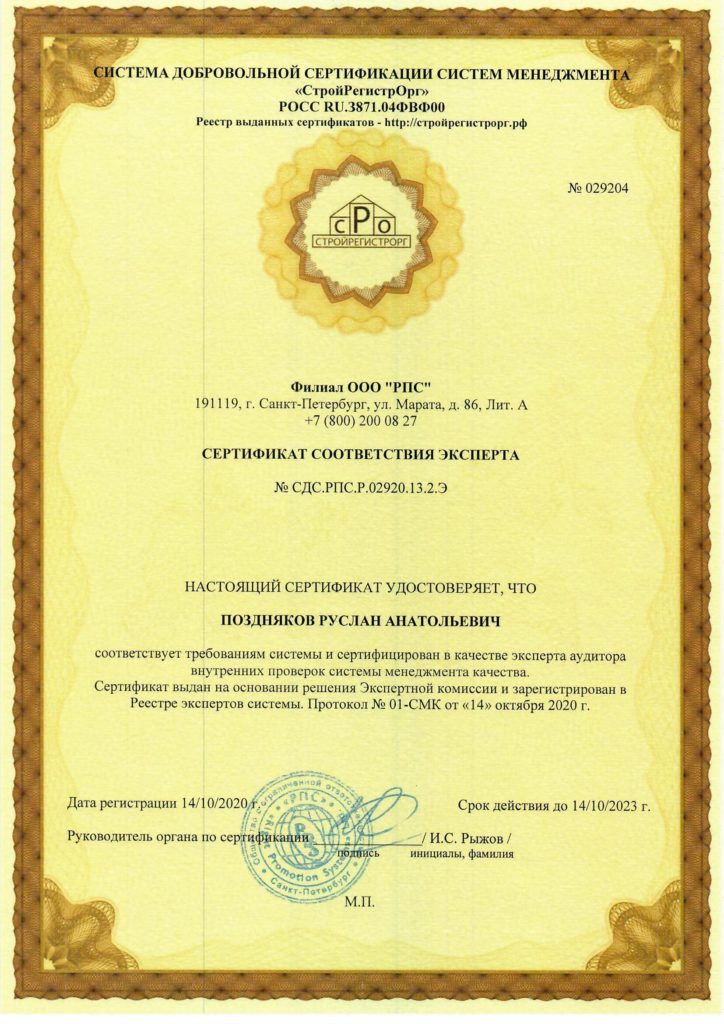 СИСТЕМА ДОБРОВОЛЬНОЙ СЕРТИФИКАЦИИ СИСТЕМ МЕНЕДЖМЕНТА
«СтройРегистрОрг»
РОСС RU.З871.04ФВФ00
Реестр выданных сертификатов - http://стройрегистрорг.рф
№ 029204
СРО
СТРОЙРЕГИСТРОРГ
Филиал ООО "РПС"
191119, г. Санкт-Петербург, ул. Марата, д. 86, Лит. А
+7 (800) 200 08 27
СЕРТИФИКАТ СООТВЕТСТВИЯ ЭКСПЕРТА
№ СДС.РПС.Р.02920.13.2.Э
НАСТОЯЩИЙ СЕРТИФИКАТ УДОСТОВЕРЯЕТ, ЧТО
ПОЗДНЯКОВ РУСЛАН АНАТОЛЬЕВИЧ
соответствует требованиям системы и сертифицирован в качестве эксперта аудитора
внутренних проверок системы менеджмента качества.
Сертификат выдан на основании решения Экспертной комиссии и зарегистрирован в
Реестре экспертов системы. Протокол № 01-СМК от «14» октября 2020 г.
Дата регистрации 14/10/2020 г.
Срок действия до 14/10/2023 г.
Руководитель органа по сертификации / И.С. Рыжов /
подпись инициалы, фамилия
«РПС»
Promotion System
Санкт-Петербург
М.П.